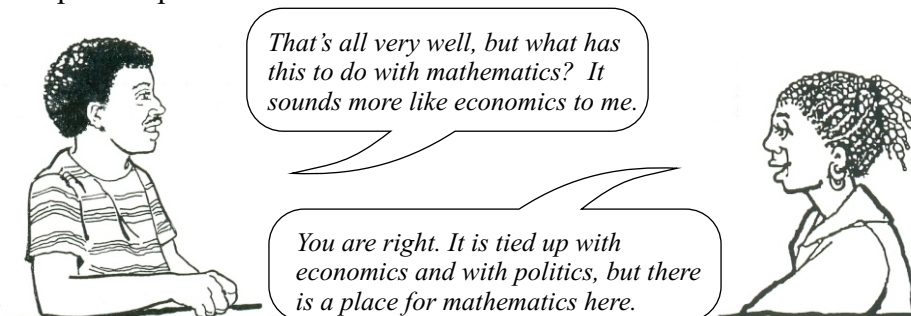 That's all very well, but what has
this to do with mathematics?  It
sounds more like economics to me.
You are right. It is tied up with
economics and with politics, but there
is a place for mathematics here.